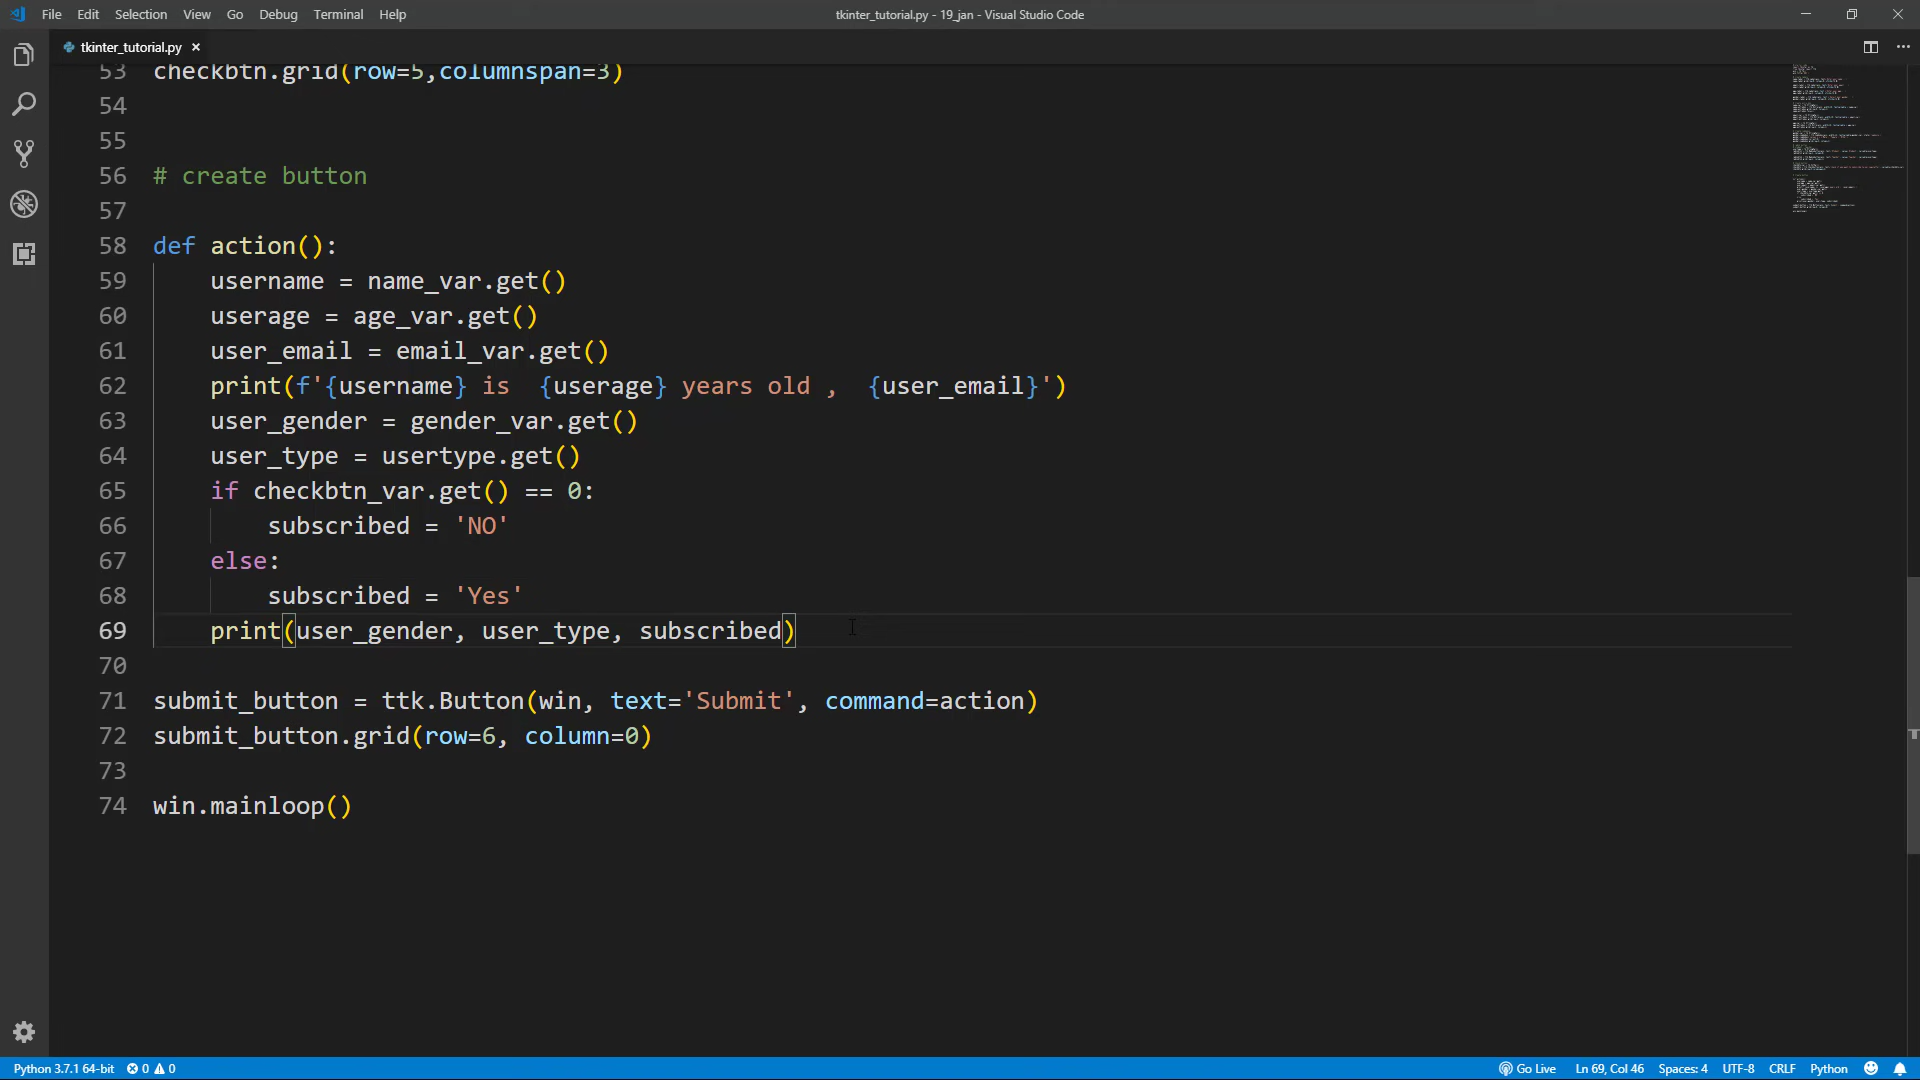 File Edit Selection View Go Debug Terminal Help
tkinter_tutorial.py - 19_jan - Visual Studio Code
tkinter_tutorial.py ×
53 checkbtn.grid(row=5,columnspan=3)
54
55
56 # create button
57
58 def action():
59     username = name_var.get()
60     userage = age_var.get()
61     user_email = email_var.get()
62     print(f'{username} is  {userage} years old ,  {user_email}')
63     user_gender = gender_var.get()
64     user_type = usertype.get()
65     if checkbtn_var.get() == 0:
66         subscribed = 'NO'
67     else:
68         subscribed = 'Yes'
69     print(user_gender, user_type, subscribed)
70
71 submit_button = ttk.Button(win, text='Submit', command=action)
72 submit_button.grid(row=6, column=0)
73
74 win.mainloop()
Python 3.7.1 64-bit 0 0 Go Live Ln 69, Col 46 Spaces: 4 UTF-8 CRLF Python